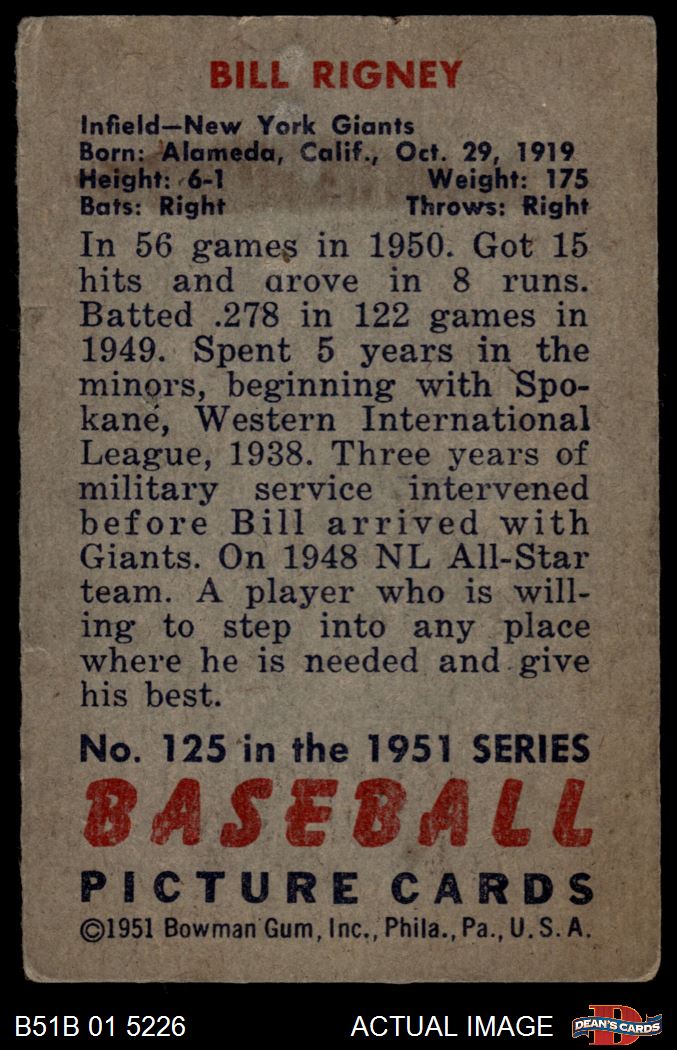 BILL RIGNEY
Infield—New York Giants
Born: Alameda, Calif., Oct. 29, 1919
Height: 6-1 Weight: 175
Bats: Right Throws: Right
In 56 games in 1950. Got 15
hits and arove in 8 runs.
Batted .278 in 122 games in
1949. Spent 5 years in the
minors, beginning with Spo-
kane, Western International
League, 1938. Three years of
military service intervened
before Bill arrived with
Giants. On 1948 NL All-Star
team. A player who is will-
ing to step into any place
where he is needed and give
his best.
No. 125 in the 1951 SERIES
BASEBALL
PICTURE CARDS
©1951 Bowman Gum, Inc., Phila., Pa., U.S.A.
B51B 01 5226 ACTUAL IMAGE DEAN'S CARDS